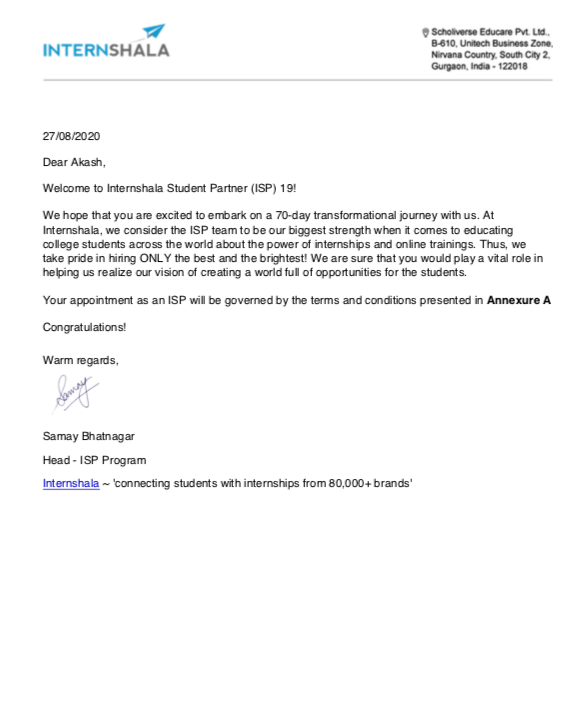 INTERNSHALA
Scholiverse Educare Pvt. Ltd.,
B-610, Unitech Business Zone,
Nirvana Country, South City 2,
Gurgaon, India - 122018
27/08/2020
Dear Akash,
Welcome to Internshala Student Partner (ISP) 19!
We hope that you are excited to embark on a 70-day transformational journey with us. At
Internshala, we consider the ISP team to be our biggest strength when it comes to educating
college students across the world about the power of internships and online trainings. Thus, we
take pride in hiring ONLY the best and the brightest! We are sure that you would play a vital role in
helping us realize our vision of creating a world full of opportunities for the students.
Your appointment as an ISP will be governed by the terms and conditions presented in Annexure A
Congratulations!
Warm regards,
Samay
Samay Bhatnagar
Head - ISP Program
Internshala ~ 'connecting students with internships from 80,000+ brands'